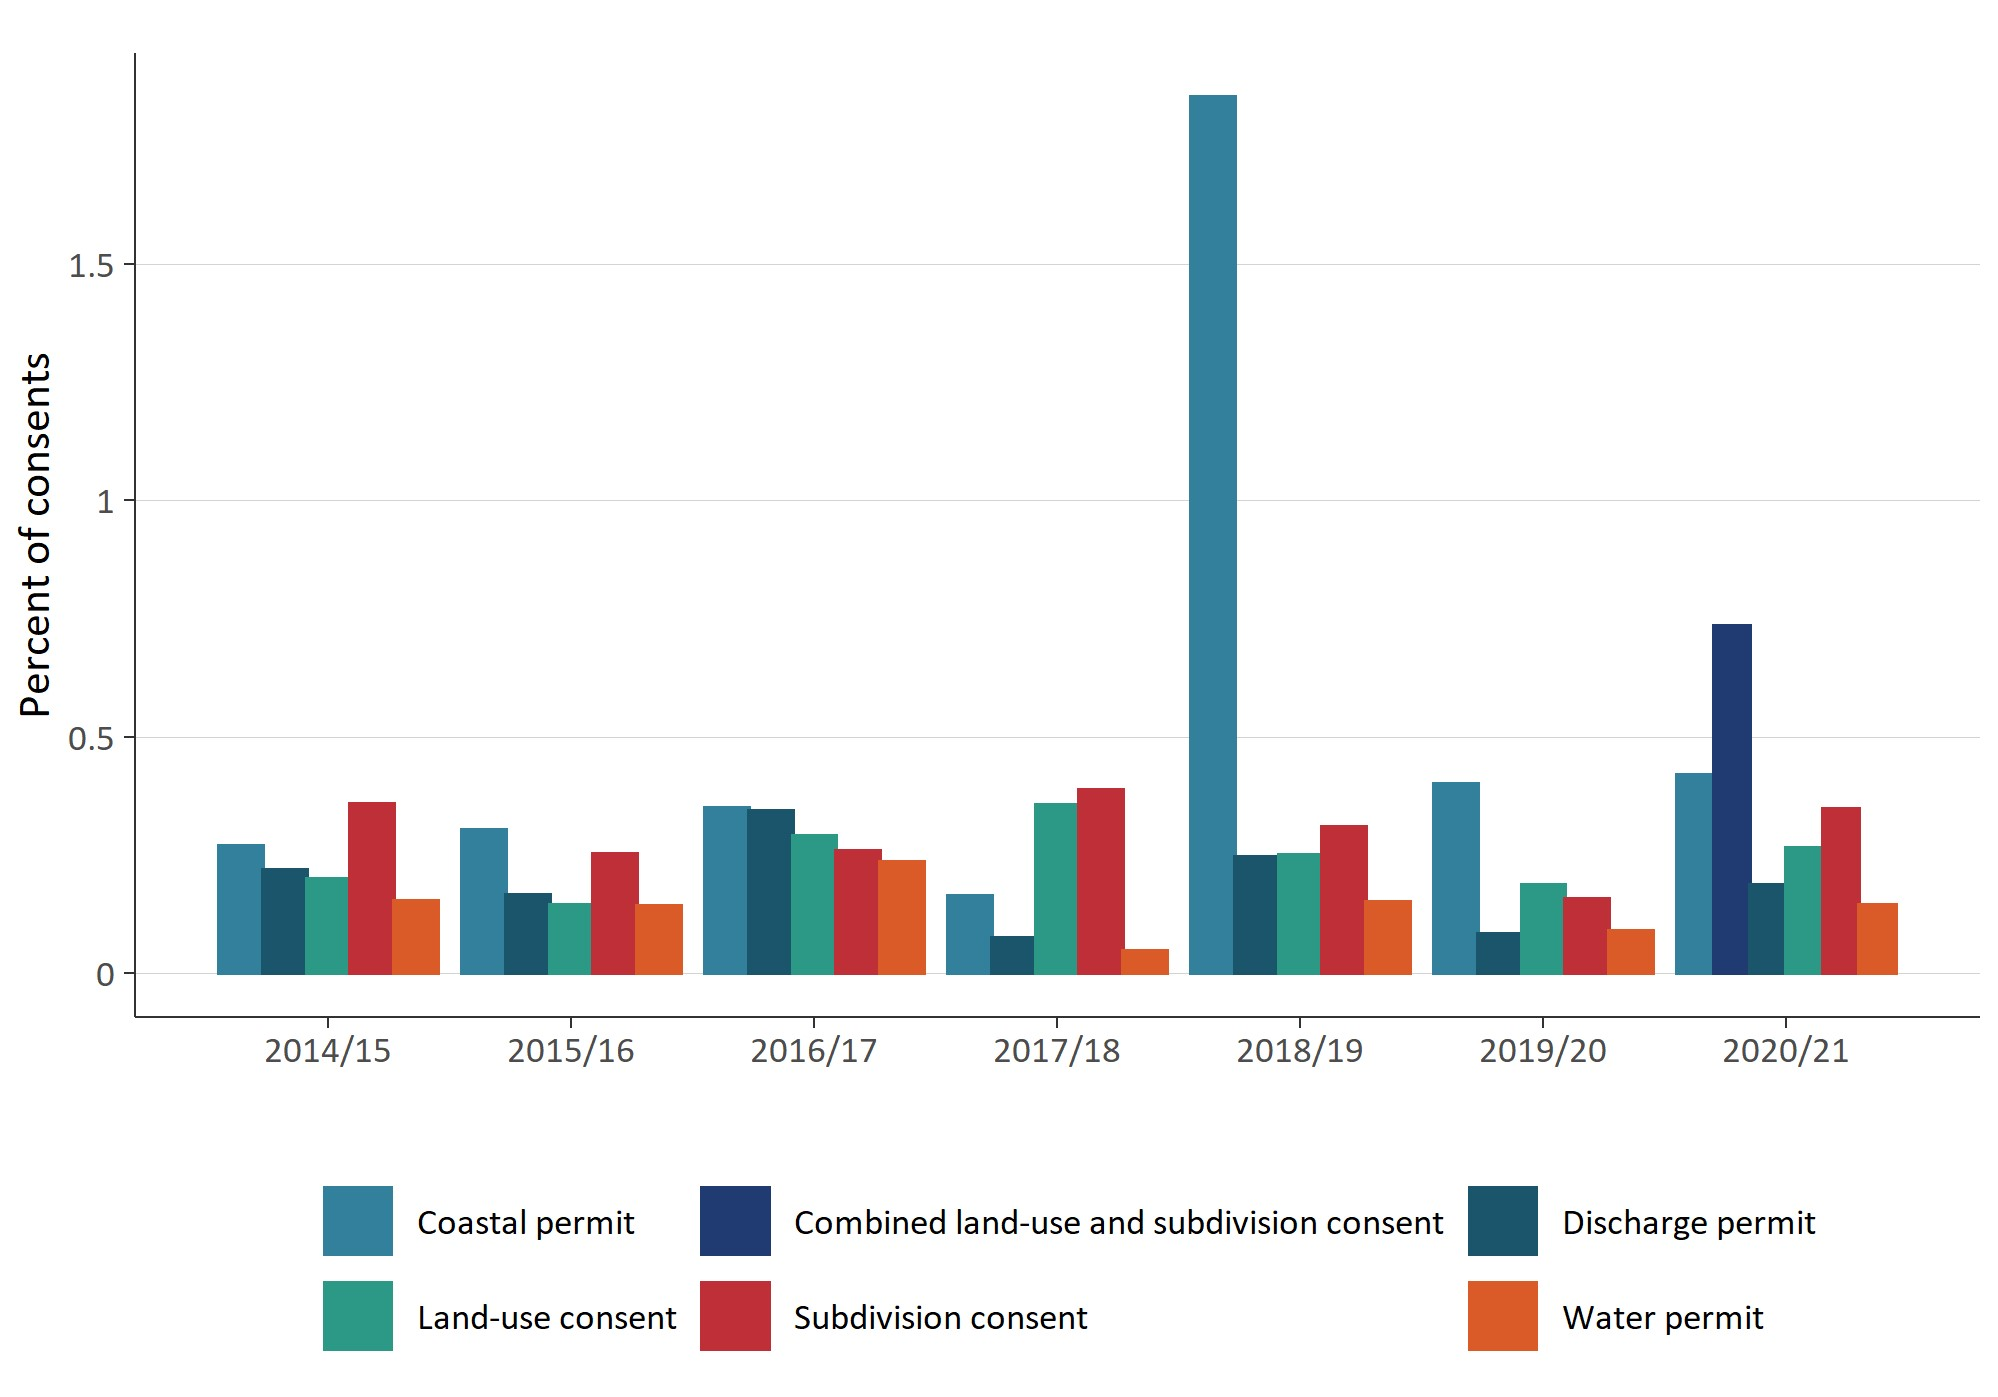 Percent of consents
1.5
1
0.5
0
2014/15 2015/16 2016/17 2017/18 2018/19 2019/20 2020/21
Coastal permit Combined land-use and subdivision consent Discharge permit
Land-use consent Subdivision consent Water permit